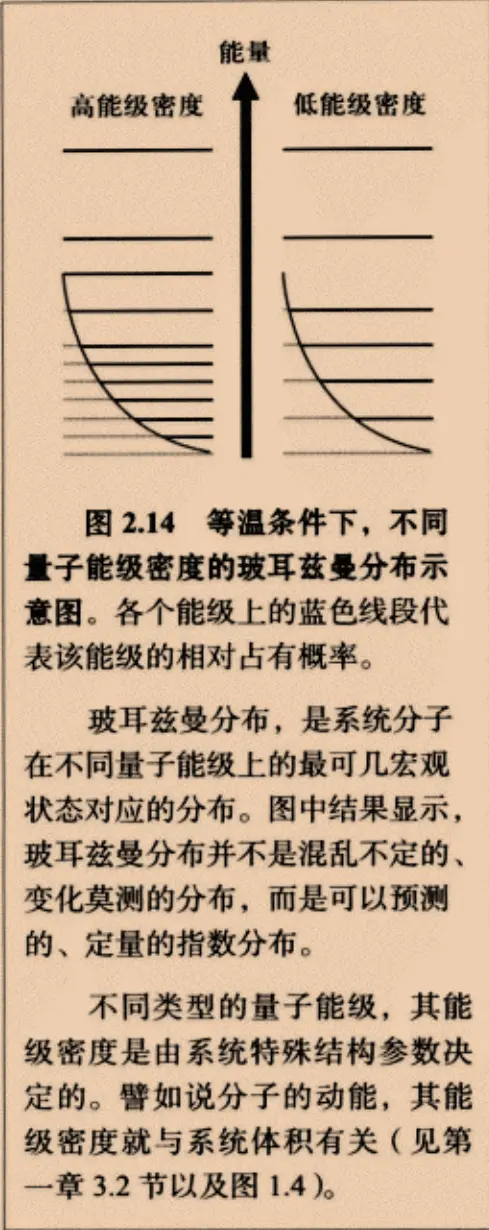 能量
高能级密度 低能级密度
图 2.14 等温条件下，不同
量子能级密度的玻耳兹曼分布示
意图。各个能级上的蓝色线段代
表该能级的相对占有概率。
玻耳兹曼分布，是系统分子
在不同量子能级上的最可几宏观
状态对应的分布。图中结果显示，
玻耳兹曼分布并不是混乱不定的、
变化莫测的分布，而是可以预测
的、定量的指数分布。
不同类型的量子能级，其能
级密度是由系统特殊结构参数决
定的。譬如说分子的动能，其能
级密度就与系统体积有关（见第
一章 3.2 节以及图 1.4）。